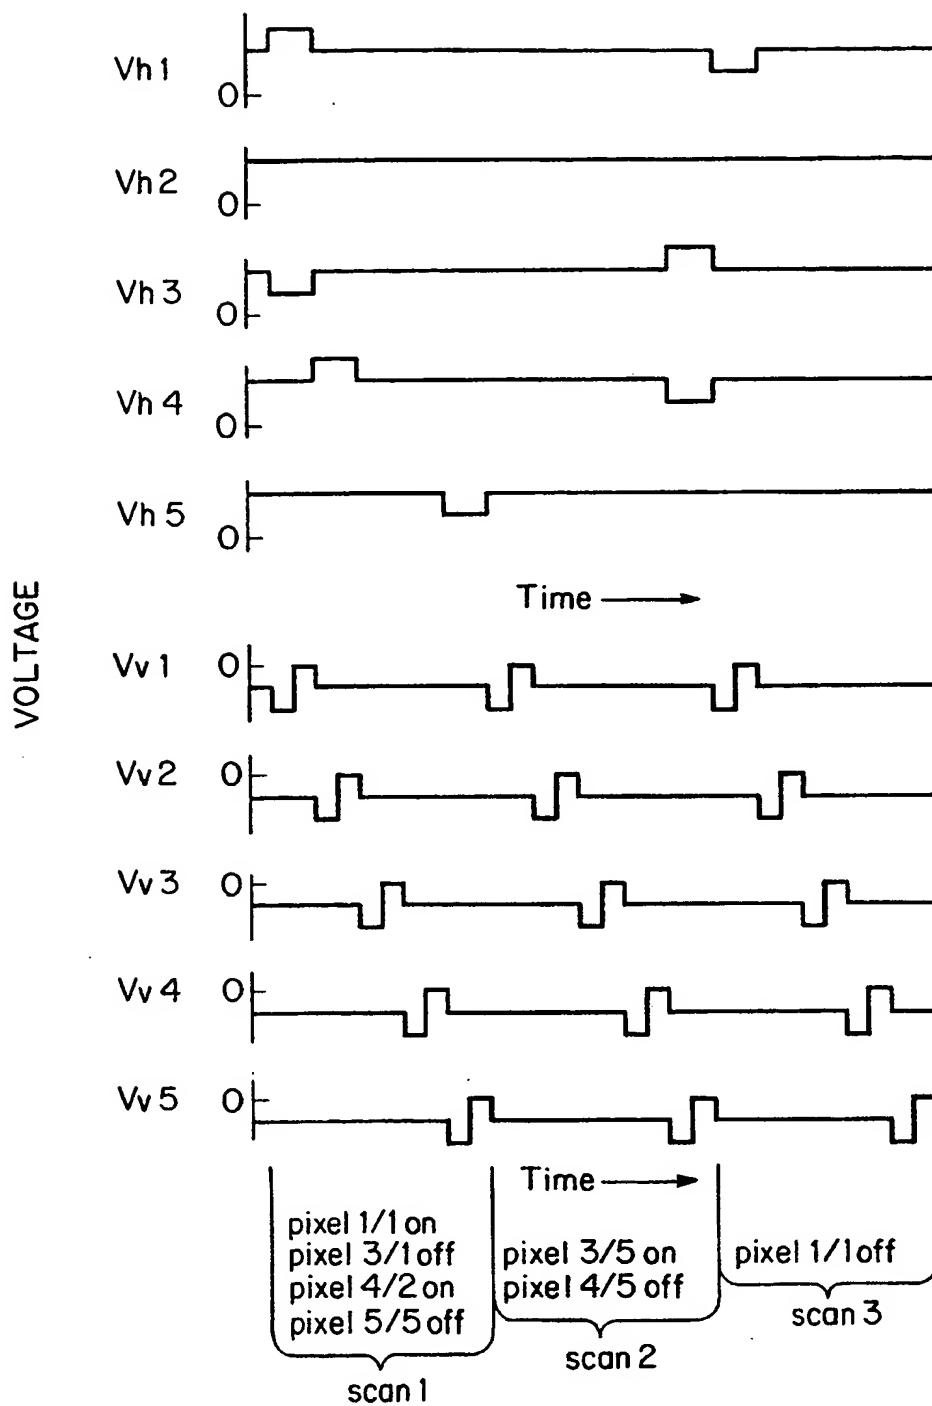 Vh 1
0
Vh 2
0
Vh 3
0
Vh 4
0
Vh 5
0
Time
VOLTAGE
Vv 1
0
Vv 2
0
Vv 3
0
Vv 4
0
Vv 5
0
Time
pixel 1/1 on
pixel 3/1 off
pixel 4/2 on
pixel 5/5 off
scan 1
pixel 3/5 on
pixel 4/5 off
scan 2
pixel 1/1 off
scan 3